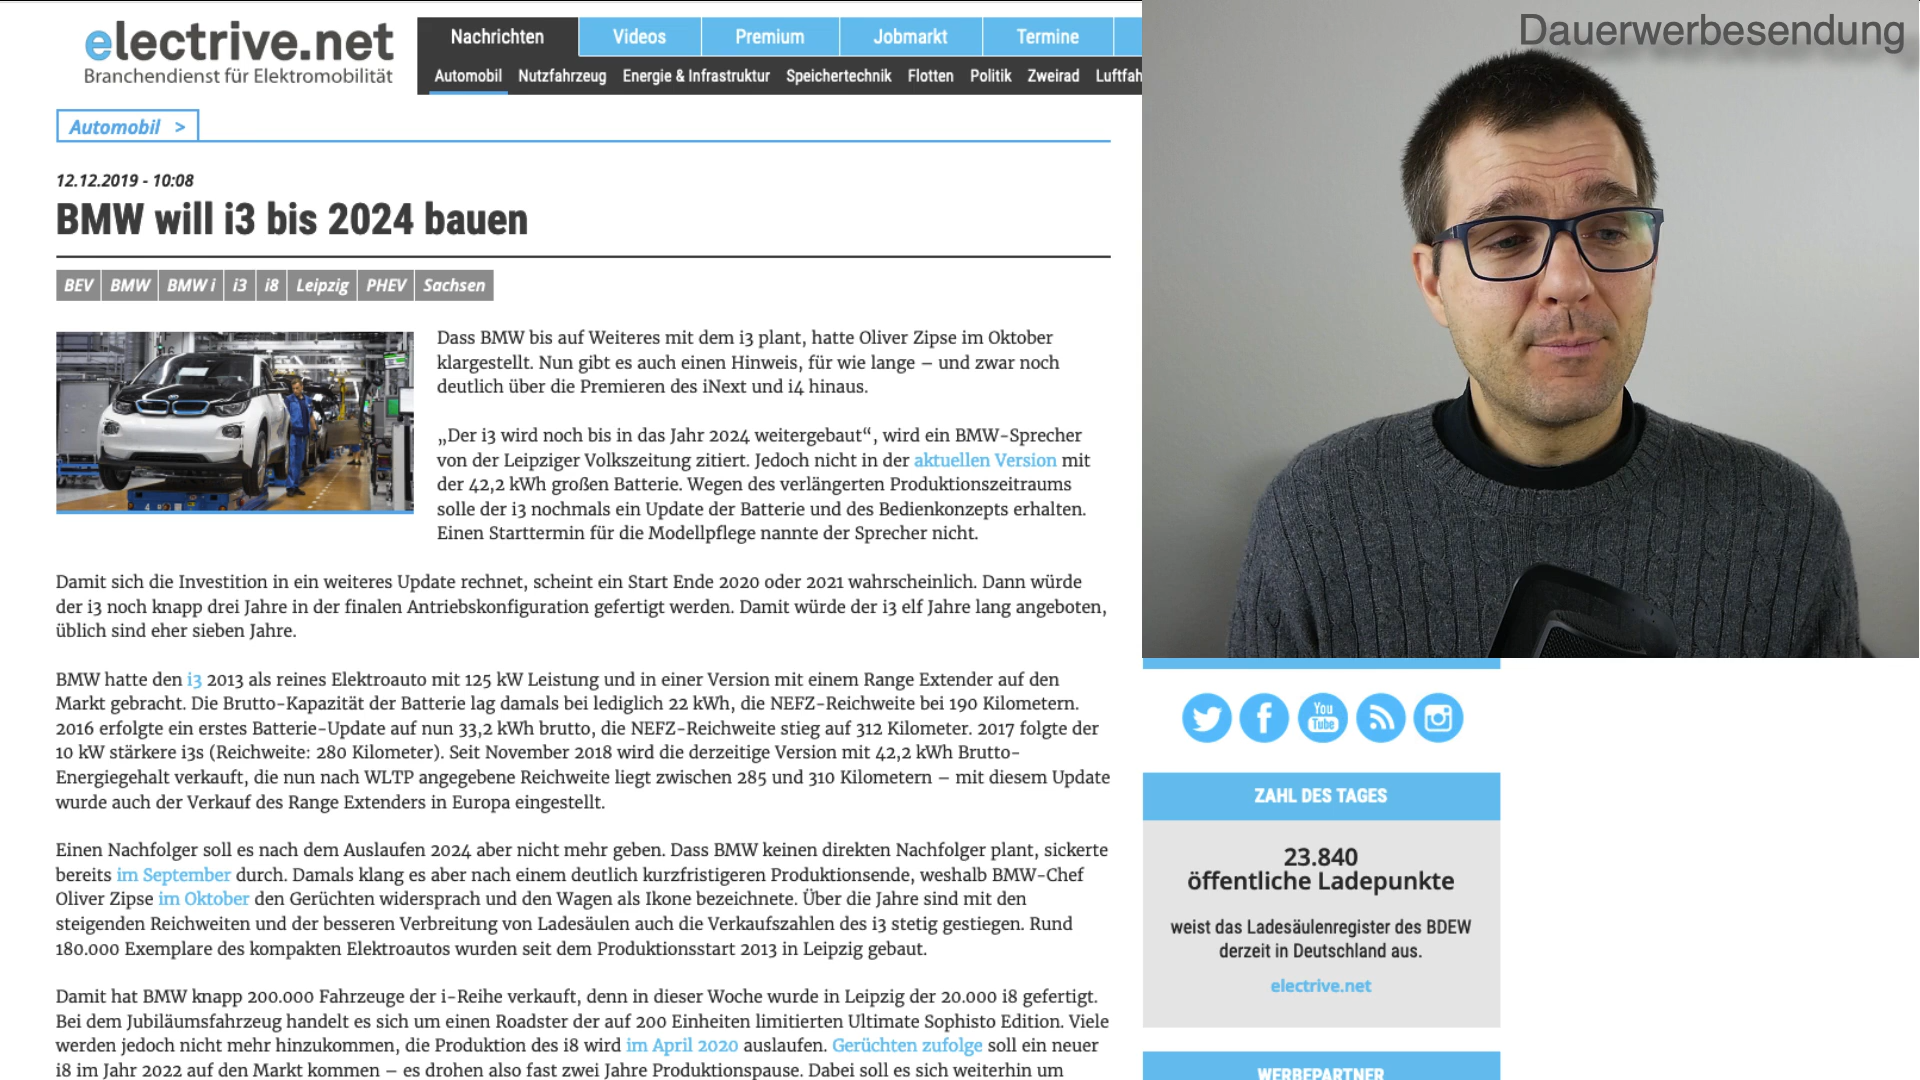 electrive.net
Branchendienst für Elektromobilität
Nachrichten
Videos
Premium
Jobmarkt
Termine
Automobil
Nutzfahrzeug
Energie & Infrastruktur
Speichertechnik
Flotten
Politik
Zweirad
Luftfah
Dauerwerbesendung
Automobil >
12.12.2019 - 10:08
BMW will i3 bis 2024 bauen
BEV
BMW
BMW i
i3
i8
Leipzig
PHEV
Sachsen
Dass BMW bis auf Weiteres mit dem i3 plant, hatte Oliver Zipse im Oktober
klargestellt. Nun gibt es auch einen Hinweis, für wie lange – und zwar noch
deutlich über die Premieren des iNext und i4 hinaus.
„Der i3 wird noch bis in das Jahr 2024 weitergebaut“, wird ein BMW-Sprecher
von der Leipziger Volkszeitung zitiert. Jedoch nicht in der aktuellen Version mit
der 42,2 kWh großen Batterie. Wegen des verlängerten Produktionszeitraums
solle der i3 nochmals ein Update der Batterie und des Bedienkonzepts erhalten.
Einen Starttermin für die Modellpflege nannte der Sprecher nicht.
Damit sich die Investition in ein weiteres Update rechnet, scheint ein Start Ende 2020 oder 2021 wahrscheinlich. Dann würde
der i3 noch knapp drei Jahre in der finalen Antriebskonfiguration gefertigt werden. Damit würde der i3 elf Jahre lang angeboten,
üblich sind eher sieben Jahre.
BMW hatte den i3 2013 als reines Elektroauto mit 125 kW Leistung und in einer Version mit einem Range Extender auf den
Markt gebracht. Die Brutto-Kapazität der Batterie lag damals bei lediglich 22 kWh, die NEFZ-Reichweite bei 190 Kilometern.
2016 erfolgte ein erstes Batterie-Update auf nun 33,2 kWh brutto, die NEFZ-Reichweite stieg auf 312 Kilometer. 2017 folgte der
10 kW stärkere i3s (Reichweite: 280 Kilometer). Seit November 2018 wird die derzeitige Version mit 42,2 kWh Brutto-
Energiegehalt verkauft, die nun nach WLTP angegebene Reichweite liegt zwischen 285 und 310 Kilometern – mit diesem Update
wurde auch der Verkauf des Range Extenders in Europa eingestellt.
Einen Nachfolger soll es nach dem Auslaufen 2024 aber nicht mehr geben. Dass BMW keinen direkten Nachfolger plant, sickerte
bereits im September durch. Damals klang es aber nach einem deutlich kurzfristigeren Produktionsende, weshalb BMW-Chef
Oliver Zipse im Oktober den Gerüchten widersprach und den Wagen als Ikone bezeichnete. Über die Jahre sind mit den
steigenden Reichweiten und der besseren Verbreitung von Ladesäulen auch die Verkaufszahlen des i3 stetig gestiegen. Rund
180.000 Exemplare des kompakten Elektroautos wurden seit dem Produktionsstart 2013 in Leipzig gebaut.
Damit hat BMW knapp 200.000 Fahrzeuge der i-Reihe verkauft, denn in dieser Woche wurde in Leipzig der 20.000 i8 gefertigt.
Bei dem Jubiläumsfahrzeug handelt es sich um einen Roadster der auf 200 Einheiten limitierten Ultimate Sophisto Edition. Viele
werden jedoch nicht mehr hinzukommen, die Produktion des i8 wird im April 2020 auslaufen. Gerüchten zufolge soll ein neuer
i8 im Jahr 2022 auf den Markt kommen – es drohen also fast zwei Jahre Produktionspause. Dabei soll es sich weiterhin um
You
Tube
ZAHL DES TAGES
23.840
öffentliche Ladepunkte
weist das Ladesäulenregister des BDEW
derzeit in Deutschland aus.
electrive.net
WERBEPARTNER